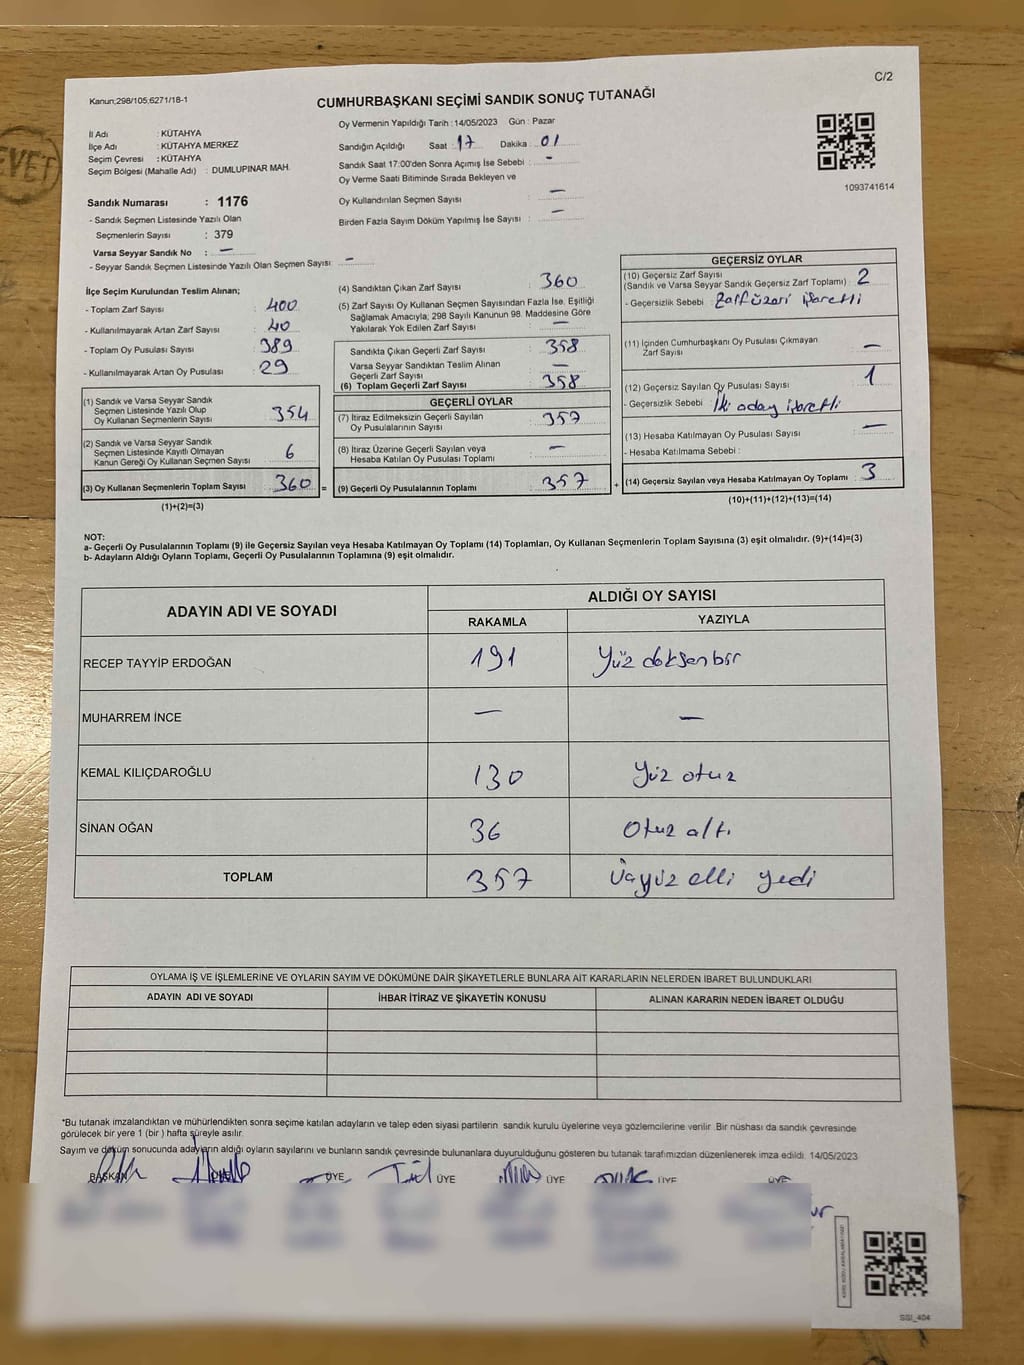 C/2
Kanun;298/105;6271/18-1
CUMHURBAŞKANI SEÇİMİ SANDIK SONUÇ TUTANAĞI
EVET
İl Adı : KÜTAHYA
İlçe Adı : KÜTAHYA MERKEZ
Seçim Çevresi : KÜTAHYA
Seçim Bölgesi (Mahalle Adı) : DUMLUPINAR MAH.
Oy Vermenin Yapıldığı Tarih : 14/05/2023 Gün : Pazar
Sandığın Açıldığı Saat : 17 Dakika : 01
Sandık Saat 17:00'den Sonra Açımış İse Sebebi : -
Oy Verme Saati Bitiminde Sırada Bekleyen ve
Oy Kullandırılan Seçmen Sayısı : —
Birden Fazla Sayım Döküm Yapılmış İse Sayısı : —
1093741614
Sandık Numarası : 1176
- Sandık Seçmen Listesinde Yazılı Olan
Seçmenlerin Sayısı : 379
Varsa Seyyar Sandık No : —
- Seyyar Sandık Seçmen Listesinde Yazılı Olan Seçmen Sayısı: —
İlçe Seçim Kurulundan Teslim Alınan;
- Toplam Zarf Sayısı : 400
- Kullanılmayarak Artan Zarf Sayısı : 40
- Toplam Oy Pusulası Sayısı : 389
- Kullanılmayarak Artan Oy Pusulası : 29
(1) Sandık ve Varsa Seyyar Sandık
Seçmen Listesinde Yazılı Olup
Oy Kullanan Seçmenlerin Sayısı : 354
(2) Sandık ve Varsa Seyyar Sandık
Seçmen Listesinde Kayıtlı Olmayan
Kanun Gereği Oy Kullanan Seçmen Sayısı : 6
(3) Oy Kullanan Seçmenlerin Toplam Sayısı : 360 =
(1)+(2)=(3)
(4) Sandıktan Çıkan Zarf Sayısı : 360
(5) Zarf Sayısı Oy Kullanan Seçmen Sayısından Fazla İse, Eşitliği
Sağlamak Amacıyla; 298 Sayılı Kanunun 98. Maddesine Göre
Yakılarak Yok Edilen Zarf Sayısı : —
Sandıkta Çıkan Geçerli Zarf Sayısı : 358
Varsa Seyyar Sandıktan Teslim Alınan
Geçerli Zarf Sayısı : —
(6) Toplam Geçerli Zarf Sayısı : 358
GEÇERLİ OYLAR
(7) İtiraz Edilmeksizin Geçerli Sayılan
Oy Pusulalarının Sayısı : 357
(8) İtiraz Üzerine Geçerli Sayılan veya
Hesaba Katılan Oy Pusulası Toplamı : —
(9) Geçerli Oy Pusulalarının Toplamı : 357 +
GEÇERSİZ OYLAR
(10) Geçersiz Zarf Sayısı
(Sandık ve Varsa Seyyar Sandık Geçersiz Zarf Toplamı) : 2
- Geçersizlik Sebebi : Zarf üzeri işaretli
(11) İçinden Cumhurbaşkanı Oy Pusulası Çıkmayan
Zarf Sayısı : —
(12) Geçersiz Sayılan Oy Pusulası Sayısı : 1
- Geçersizlik Sebebi : İki aday işaretli
(13) Hesaba Katılmayan Oy Pusulası Sayısı : —
- Hesaba Katılmama Sebebi :
(14) Geçersiz Sayılan veya Hesaba Katılmayan Oy Toplamı : 3
(10)+(11)+(12)+(13)=(14)
NOT:
a- Geçerli Oy Pusulalarının Toplamı (9) ile Geçersiz Sayılan veya Hesaba Katılmayan Oy Toplamı (14) Toplamları, Oy Kullanan Seçmenlerin Toplam Sayısına (3) eşit olmalıdır. (9)+(14)=(3)
b- Adayların Aldığı Oyların Toplamı, Geçerli Oy Pusulalarının Toplamına (9) eşit olmalıdır.
ADAYIN ADI VE SOYADI ALDIĞI OY SAYISI
RAKAMLA YAZIYLA
RECEP TAYYİP ERDOĞAN 191 Yüz doksan bir
MUHARREM İNCE — —
KEMAL KILIÇDAROĞLU 130 Yüz otuz
SİNAN OĞAN 36 Otuz altı
TOPLAM 357 Üçyüz elli yedi
OYLAMA İŞ VE İŞLEMLERİNE VE OYLARIN SAYIM VE DÖKÜMÜNE DAİR ŞİKAYETLERLE BUNLARA AİT KARARLARIN NELERDEN İBARET BULUNDUKLARI
ADAYIN ADI VE SOYADI İHBAR İTİRAZ VE ŞİKAYETİN KONUSU ALINAN KARARIN NEDEN İBARET OLDUĞU
*Bu tutanak imzalandıktan ve mühürlendikten sonra seçime katılan adayların ve talep eden siyasi partilerin sandık kurulu üyelerine veya gözlemcilerine verilir .Bir nüshası da sandık çevresinde
görülecek bir yere 1 (bir ) hafta süreyle asılır.
Sayım ve döküm sonucunda adayların aldığı oyların sayılarını ve bunların sandık çevresinde bulunanlara duyurulduğunu gösteren bu tutanak tarafımızdan düzenlenerek imza edildi. 14/05/2023
BAŞKAN ÜYE ÜYE ÜYE ÜYE ÜYE
SSI_404